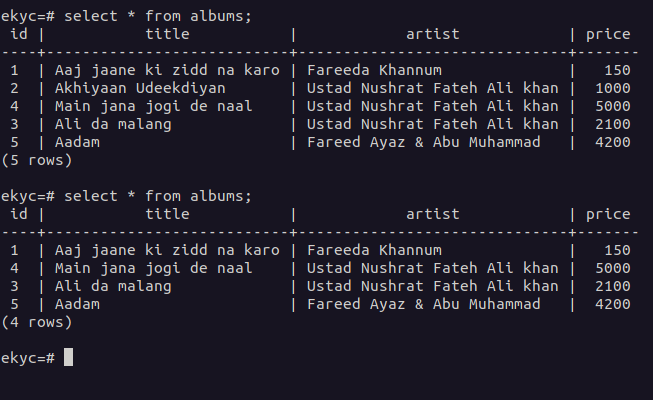 ekyc=# select * from albums;
 id |           title            |            artist             | price
----+----------------------------+-------------------------------+-------
 1  | Aaj jaane ki zidd na karo | Fareeda Khannum               |   150
 2  | Akhiyaan Udeekdiyan        | Ustad Nushrat Fateh Ali khan |  1000
 4  | Main jana jogi de naal     | Ustad Nushrat Fateh Ali khan |  5000
 3  | Ali da malang              | Ustad Nushrat Fateh Ali khan |  2100
 5  | Aadam                      | Fareed Ayaz & Abu Muhammad   |  4200
(5 rows)

ekyc=# select * from albums;
 id |           title            |            artist             | price
----+----------------------------+-------------------------------+-------
 1  | Aaj jaane ki zidd na karo | Fareeda Khannum               |   150
 4  | Main jana jogi de naal     | Ustad Nushrat Fateh Ali khan |  5000
 3  | Ali da malang              | Ustad Nushrat Fateh Ali khan |  2100
 5  | Aadam                      | Fareed Ayaz & Abu Muhammad   |  4200
(4 rows)

ekyc=#